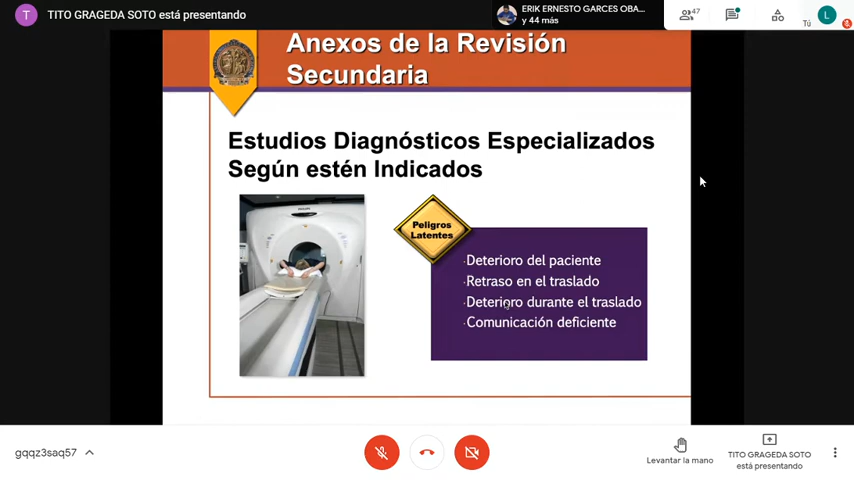 T TITO GRAGEDA SOTO está presentando
ERIK ERNESTO GARCES OBA...
y 44 más
47
Tú
L
Anexos de la Revisión
Secundaria
Estudios Diagnósticos Especializados
Según estén Indicados
Peligros
Latentes
·Deterioro del paciente
·Retraso en el traslado
·Deterioro durante el traslado
·Comunicación deficiente
gqqz3saq57
Levantar la mano
TITO GRAGEDA SOTO
está presentando